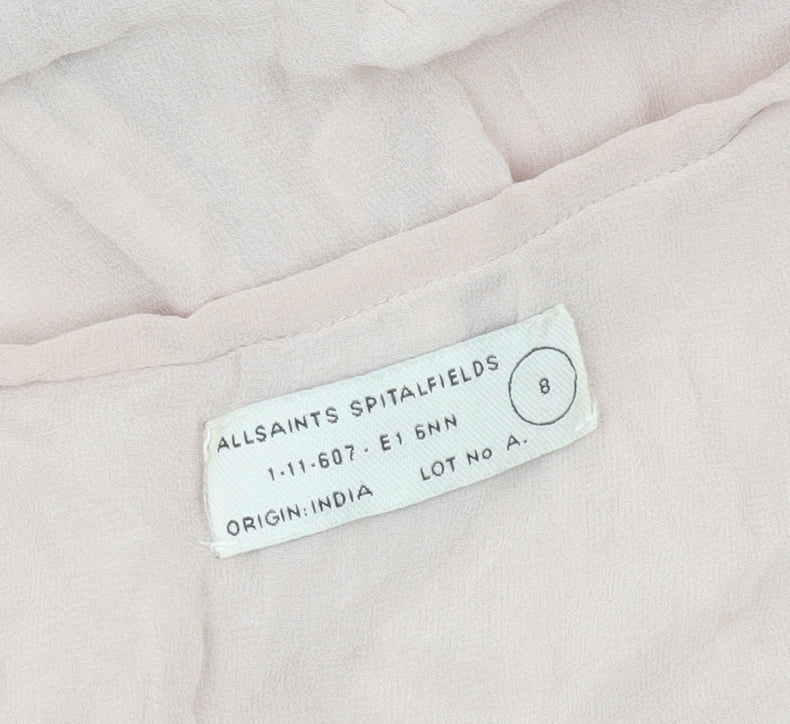 ALLSAINTS SPITALFIELDS
8
1-11-607 · E1 6NN
ORIGIN: INDIA LOT No A.